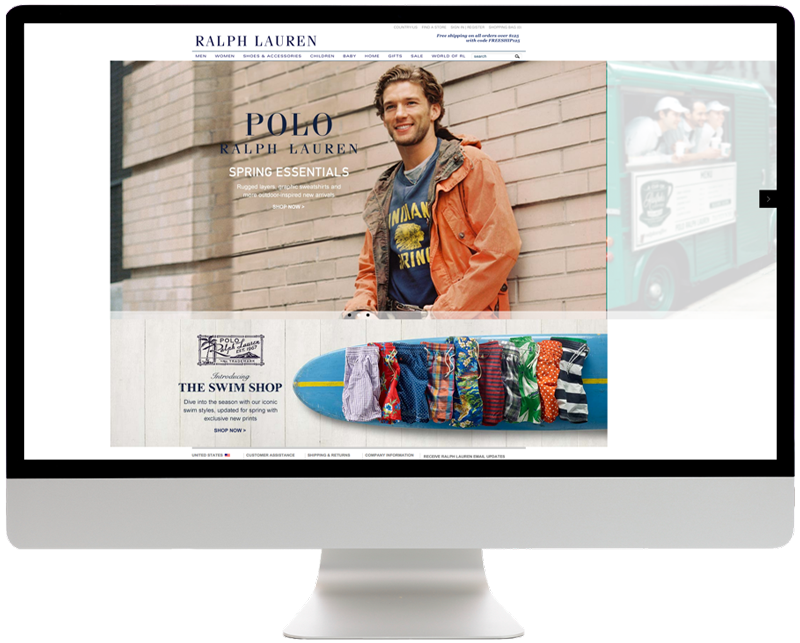 COUNTRY/US FIND A STORE SIGN IN / REGISTER SHOPPING BAG (0)
RALPH LAUREN
Free shipping on all orders over $125
MEN WOMEN SHOES & ACCESSORIES CHILDREN BABY HOME GIFTS SALE WORLD OF RL search
POLO
RALPH LAUREN
SPRING ESSENTIALS
Rugged layers, graphic sweatshirts and
more outdoor-inspired new arrivals
SHOP NOW >
INDIAN
SPRING
POLO
Ralph Lauren
EST. 1967
Introducing
THE SWIM SHOP
Dive into the season with our iconic
swim styles, updated for spring with
exclusive new prints
SHOP NOW >
UNITED STATES CUSTOMER ASSISTANCE SHIPPING & RETURNS COMPANY INFORMATION RECEIVE RALPH LAUREN EMAIL UPDATES